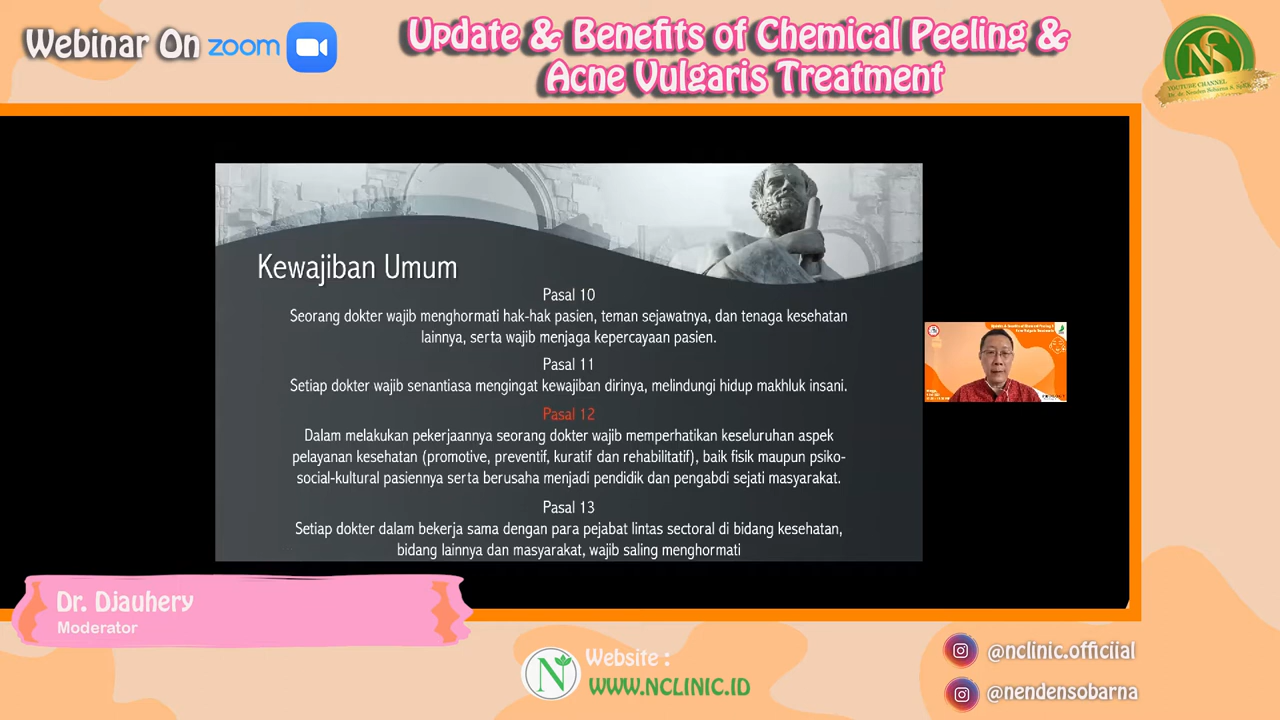 Webinar On zoom
Update & Benefits of Chemical Peeling &
Acne Vulgaris Treatment
NS
YOUTUBE CHANNEL
Kewajiban Umum
Pasal 10
Seorang dokter wajib menghormati hak-hak pasien, teman sejawatnya, dan tenaga kesehatan
lainnya, serta wajib menjaga kepercayaan pasien.
Pasal 11
Setiap dokter wajib senantiasa mengingat kewajiban dirinya, melindungi hidup makhluk insani.
Pasal 12
Dalam melakukan pekerjaannya seorang dokter wajib memperhatikan keseluruhan aspek
pelayanan kesehatan (promotive, preventif, kuratif dan rehabilitatif), baik fisik maupun psiko-
social-kultural pasiennya serta berusaha menjadi pendidik dan pengabdi sejati masyarakat.
Pasal 13
Setiap dokter dalam bekerja sama dengan para pejabat lintas sectoral di bidang kesehatan,
bidang lainnya dan masyarakat, wajib saling menghormati
Dr. Djauhery
Moderator
N
Website :
WWW.NCLINIC.ID
@nclinic.officiial
@nendensobarna